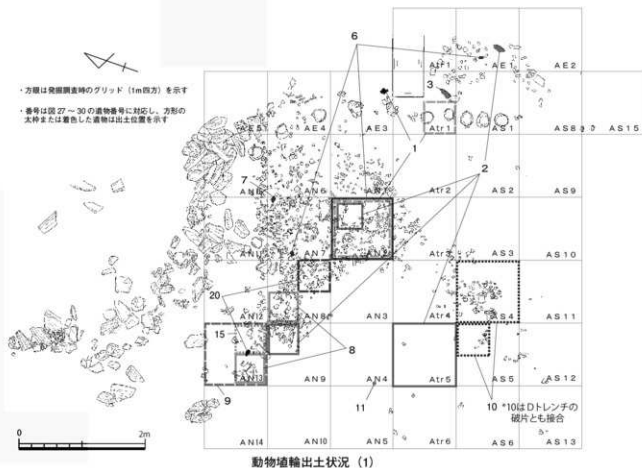 ・方眼は発掘調査時のグリッド（1m四方）を示す
・番号は図27～30の遺物番号に対応し、方形の
太枠または着色した遺物は出土位置を示す
6
Atr1 AE1 AE2
3
AE5 AE4 AE3 Atr1 AS1 AS8 AS15
1
7
2
AN6 Atr2 AS2 AS9
AN7 Atr3 AS3 AS10
20
AN12 AN8 AN3 Atr4 AS4
15
8
AN13 AN9 AN4 Atr5 AS5 AS12
9
11
10 *10はDトレンチの
破片とも接合
AN14 AN10 AN5 Atr6 AS6 AS13
0 2m
動物埴輪出土状況（1）